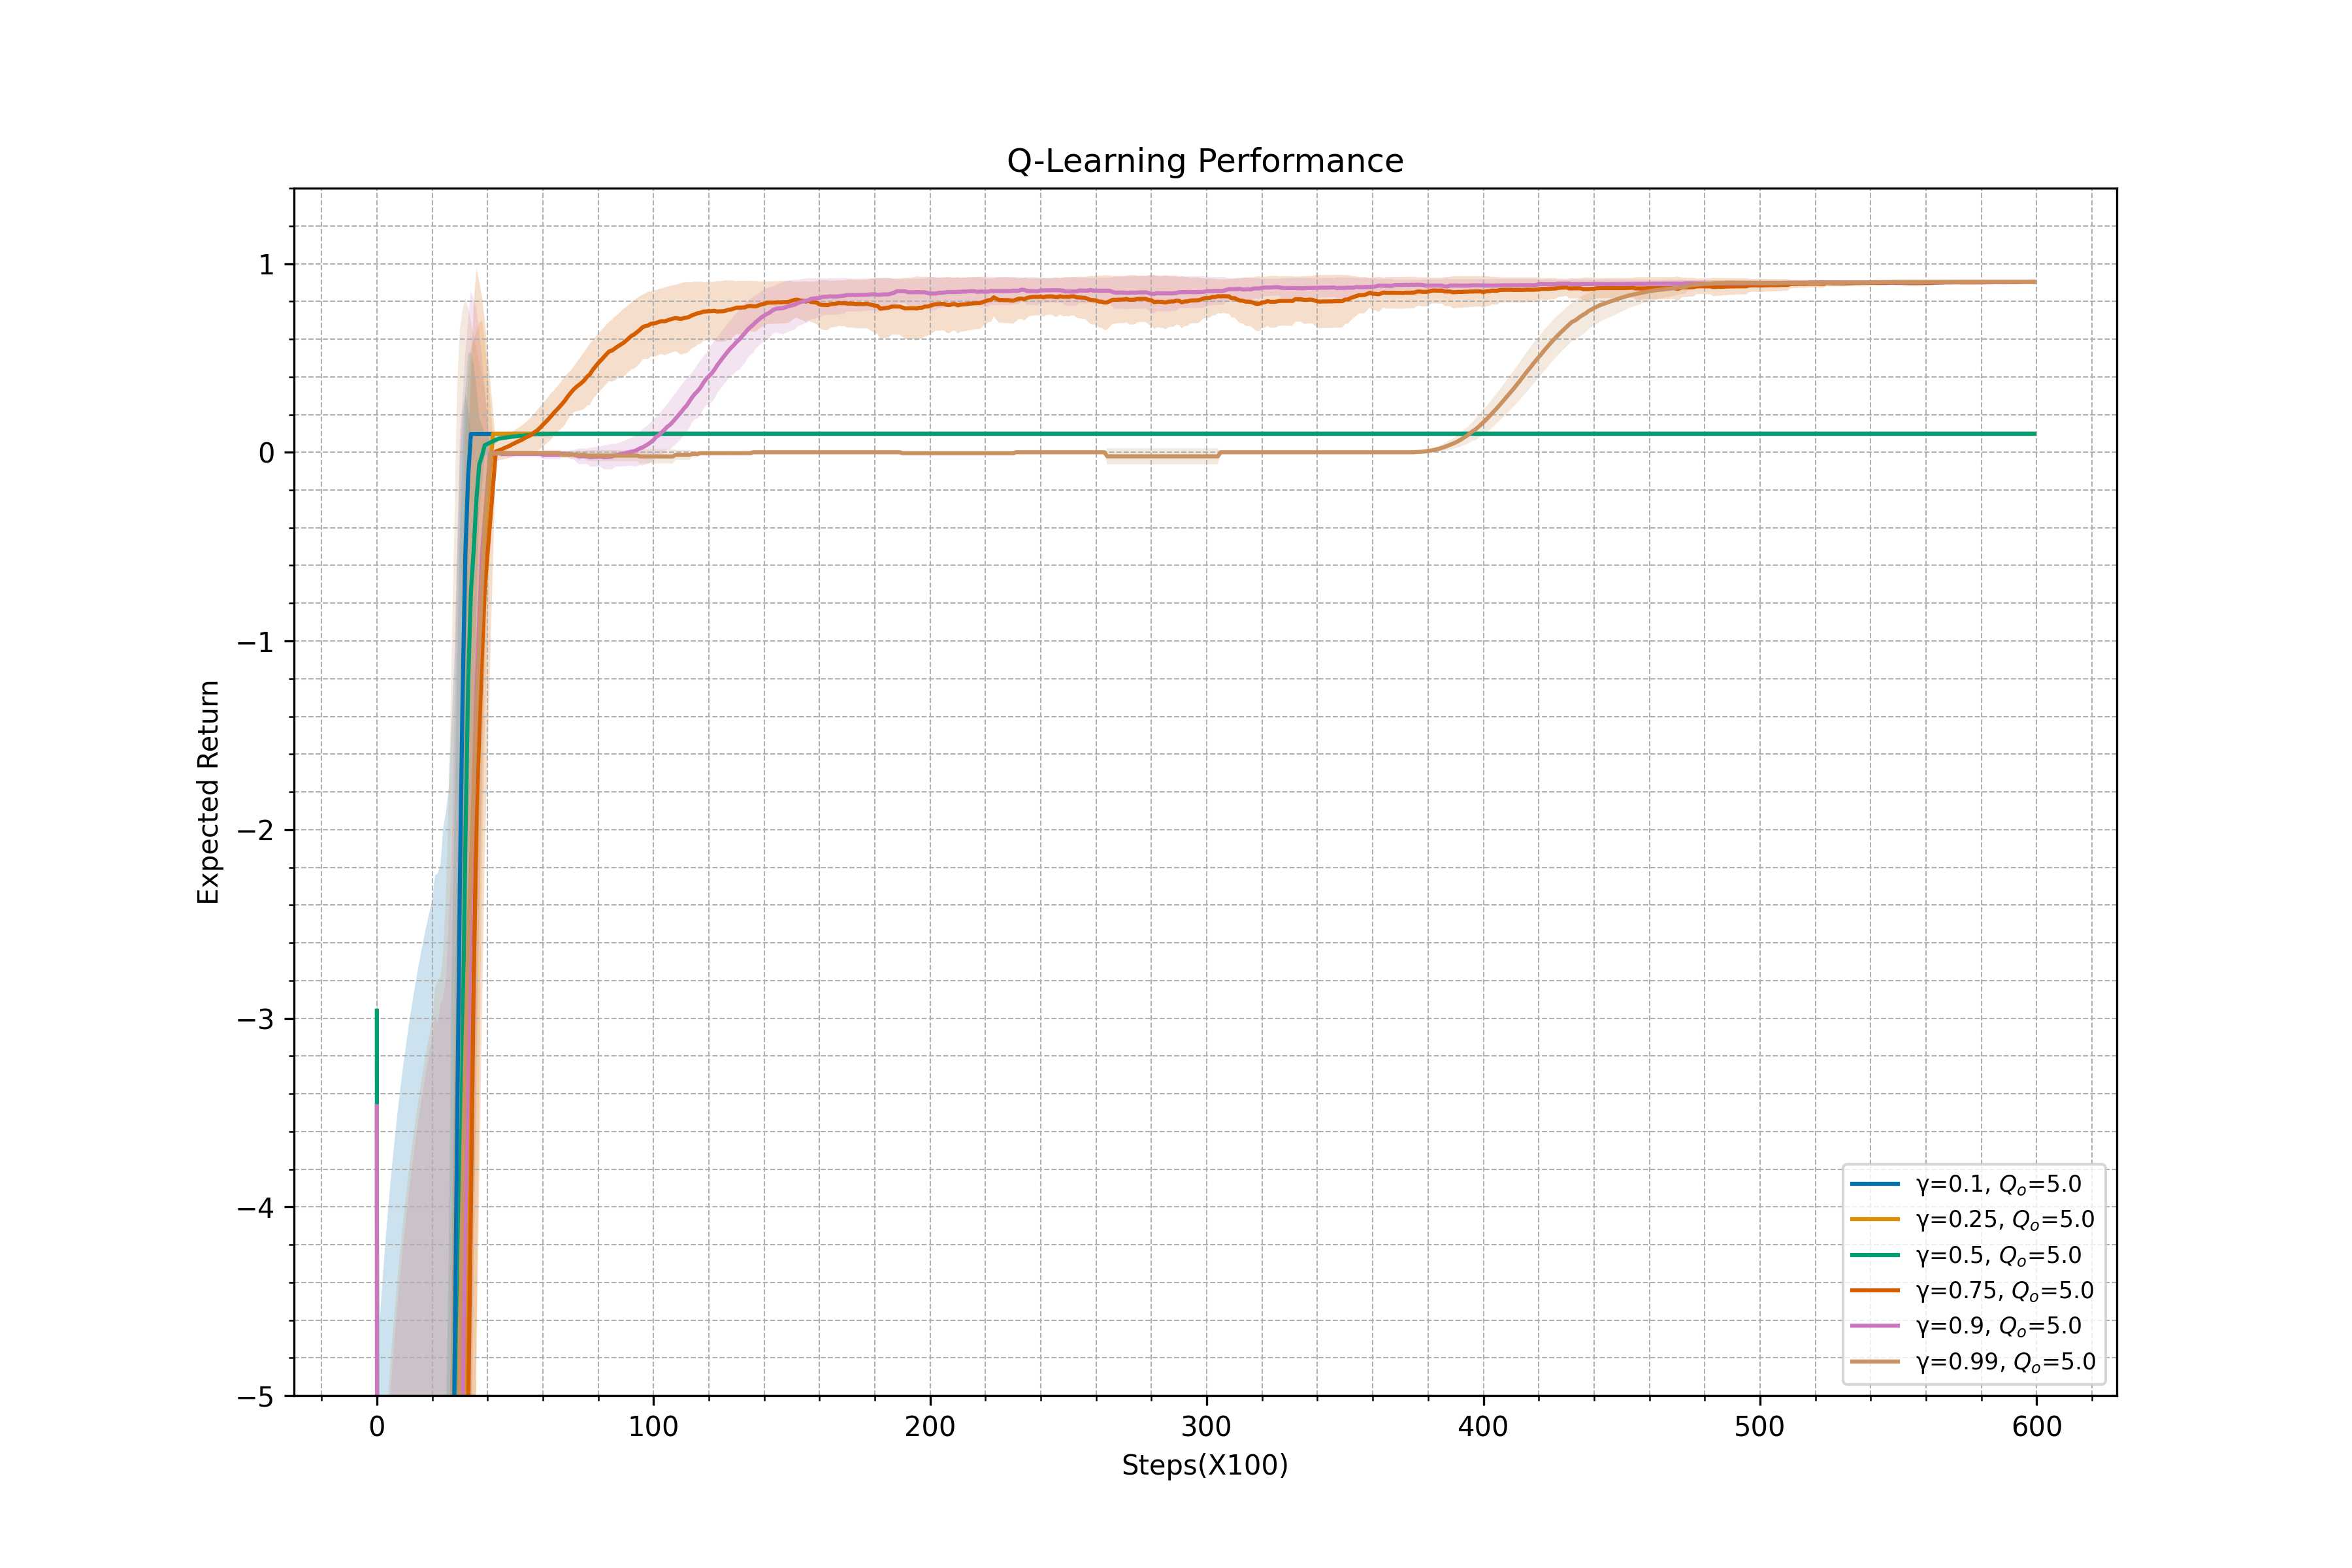 Q-Learning Performance
Expected Return
1
0
−1
−2
−3
−4
−5
0 100 200 300 400 500 600
Steps(X100)
γ=0.1, Qₒ=5.0
γ=0.25, Qₒ=5.0
γ=0.5, Qₒ=5.0
γ=0.75, Qₒ=5.0
γ=0.9, Qₒ=5.0
γ=0.99, Qₒ=5.0